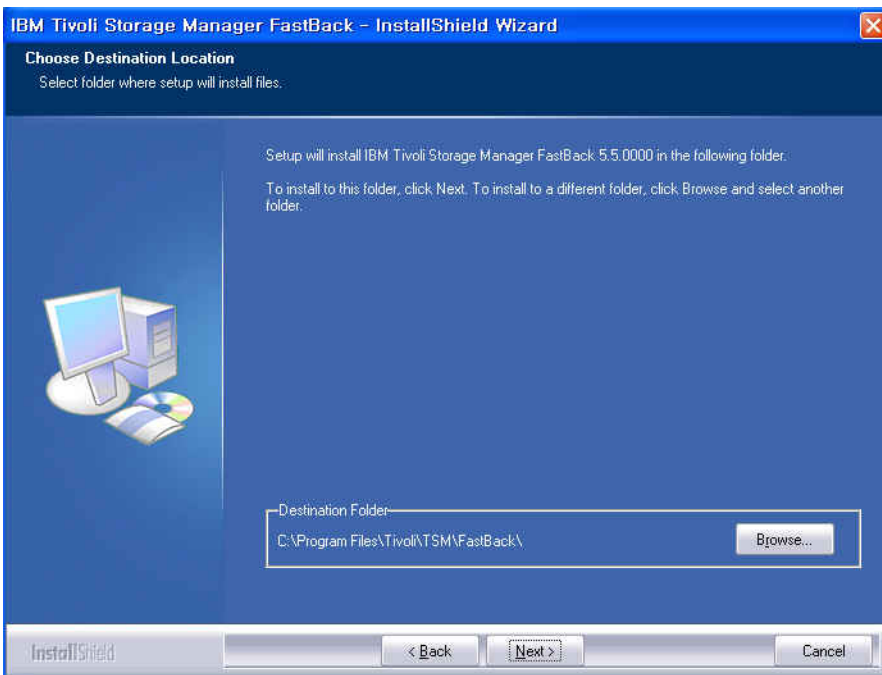 IBM Tivoli Storage Manager FastBack - InstallShield Wizard
Choose Destination Location
Select folder where setup will install files.
Setup will install IBM Tivoli Storage Manager FastBack 5.5.0000 in the following folder.
To install to this folder, click Next. To install to a different folder, click Browse and select another
folder.
Destination Folder
C:\Program Files\Tivoli\TSM\FastBack\
Browse...
InstallShield
< Back
Next >
Cancel